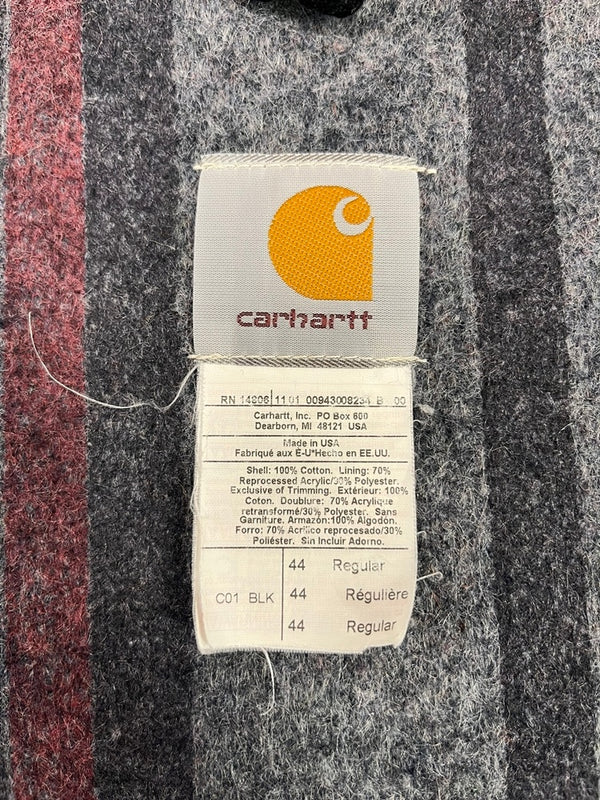 carhartt
RN 14806 11 01 00943008234 B 00
Carhartt, Inc. PO Box 600
Dearborn, MI 48121 USA
Made in USA
Fabriqué aux É-U*Hecho en EE.UU.
Shell: 100% Cotton. Lining: 70%
Reprocessed Acrylic/30% Polyester.
Exclusive of Trimming. Extérieur: 100%
Coton. Doublure: 70% Acrylique
retransformé/30% Polyester. Sans
Garniture. Armazón:100% Algodon.
Forro: 70% Acrílico reprocesado/30%
Poliéster. Sin Incluir Adorno.
44 Regular
C01 BLK 44 Régulière
44 Regular